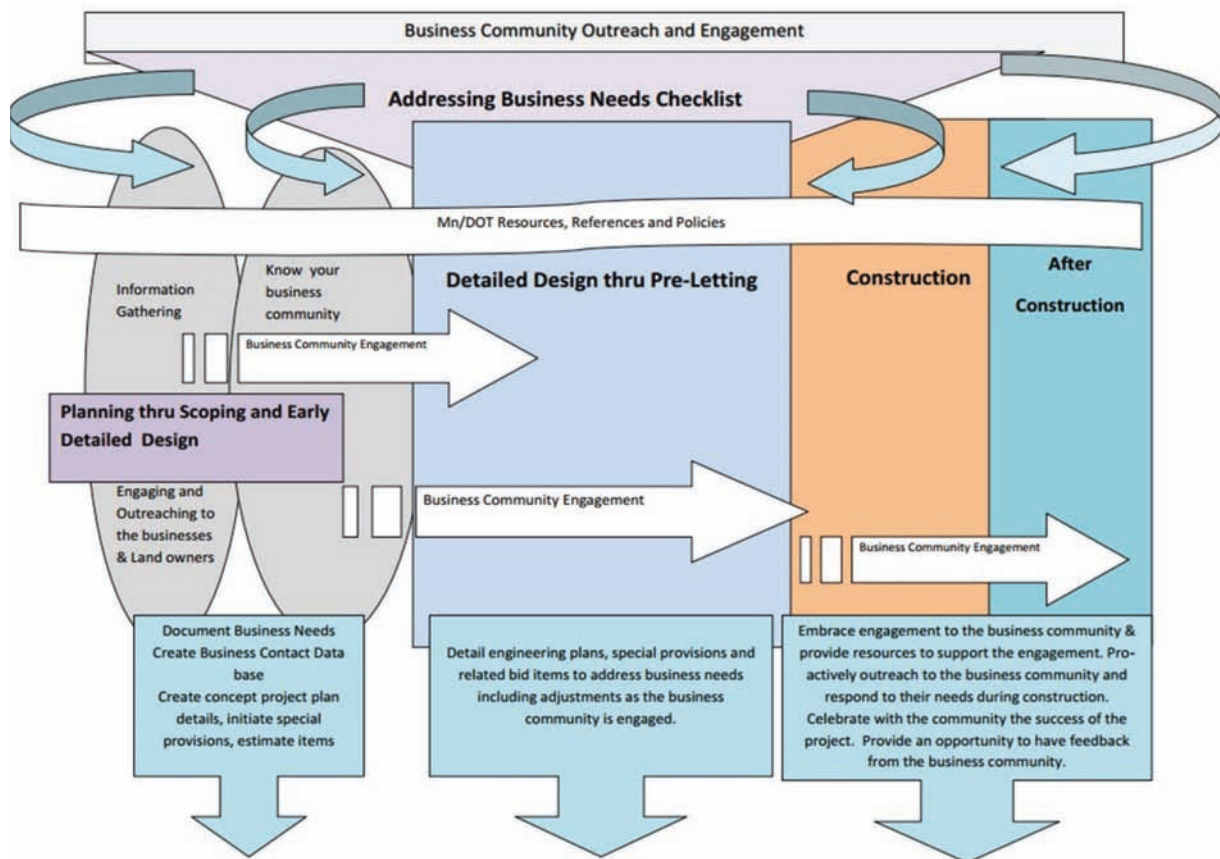 Business Community Outreach and Engagement
Addressing Business Needs Checklist
Mn/DOT Resources, References and Policies
Information
Gathering
Know your
business
community
Detailed Design thru Pre-Letting
Construction
After
Construction
Business Community Engagement
Planning thru Scoping and Early
Detailed Design
Engaging and
Outreaching to
the businesses
& Land owners
Business Community Engagement
Business Community Engagement
Document Business Needs
Create Business Contact Data
base
Create concept project plan
details, initiate special
provisions, estimate items
Detail engineering plans, special provisions and
related bid items to address business needs
including adjustments as the business
community is engaged.
Embrace engagement to the business community &
provide resources to support the engagement. Pro-
actively outreach to the business community and
respond to their needs during construction.
Celebrate with the community the success of the
project. Provide an opportunity to have feedback
from the business community.